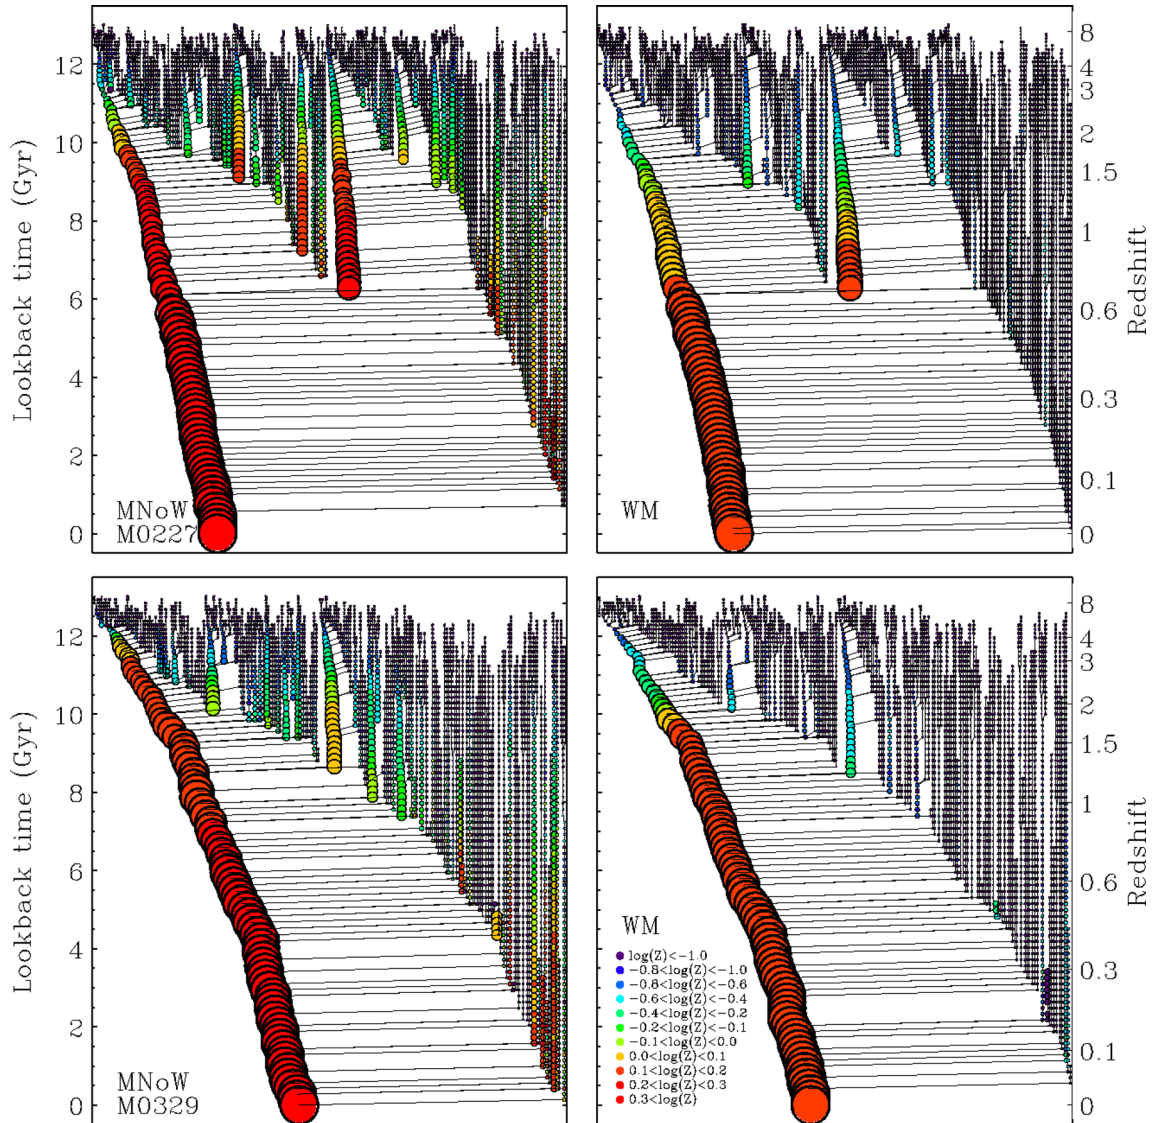 12
10
8
6
4
2
0
Lookback time (Gyr)
MNoW
M0227
WM
8
4
3
2
1.5
1
0.6
0.3
0.1
0
Redshift
12
10
8
6
4
2
0
Lookback time (Gyr)
MNoW
M0329
WM
log(Z)<-1.0
-0.8<log(Z)<-1.0
-0.8<log(Z)<-0.6
-0.6<log(Z)<-0.4
-0.4<log(Z)<-0.2
-0.2<log(Z)<-0.1
-0.1<log(Z)<0.0
0.0<log(Z)<0.1
0.1<log(Z)<0.2
0.2<log(Z)<0.3
0.3<log(Z)
8
4
3
2
1.5
1
0.6
0.3
0.1
0
Redshift